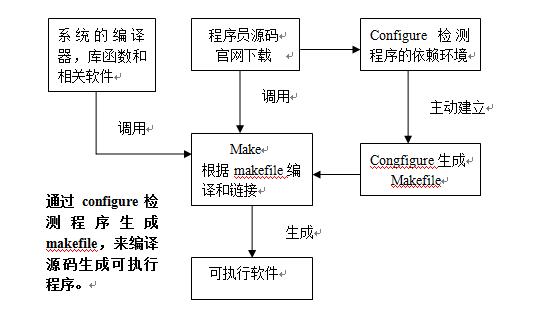 系统的编译
器，库函数和
相关软件
程序员源码
官网下载
Configure 检测
程序的依赖环境
调用
调用
主动建立
Make
根据 makefile 编
译和链接
Congfigure 生成
Makefile
通过 configure 检
测程序生成
makefile，来编译
源码生成可执行
程序。
生成
可执行软件